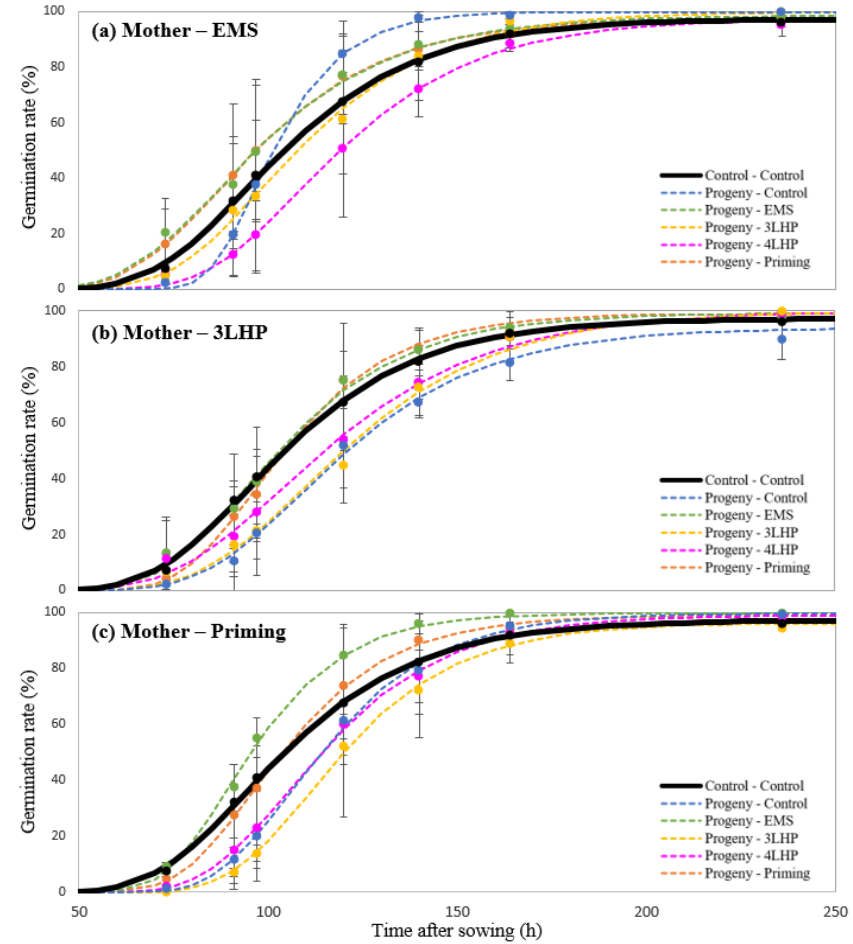 (a) Mother – EMS
Germination rate (%)
100
80
60
40
20
0
Control - Control
Progeny - Control
Progeny - EMS
Progeny - 3LHP
Progeny - 4LHP
Progeny - Priming
(b) Mother – 3LHP
Germination rate (%)
100
80
60
40
20
0
Control - Control
Progeny - Control
Progeny - EMS
Progeny - 3LHP
Progeny - 4LHP
Progeny - Priming
(c) Mother – Priming
Germination rate (%)
100
80
60
40
20
0
Control - Control
Progeny - Control
Progeny - EMS
Progeny - 3LHP
Progeny - 4LHP
Progeny - Priming
50 100 150 200 250
Time after sowing (h)